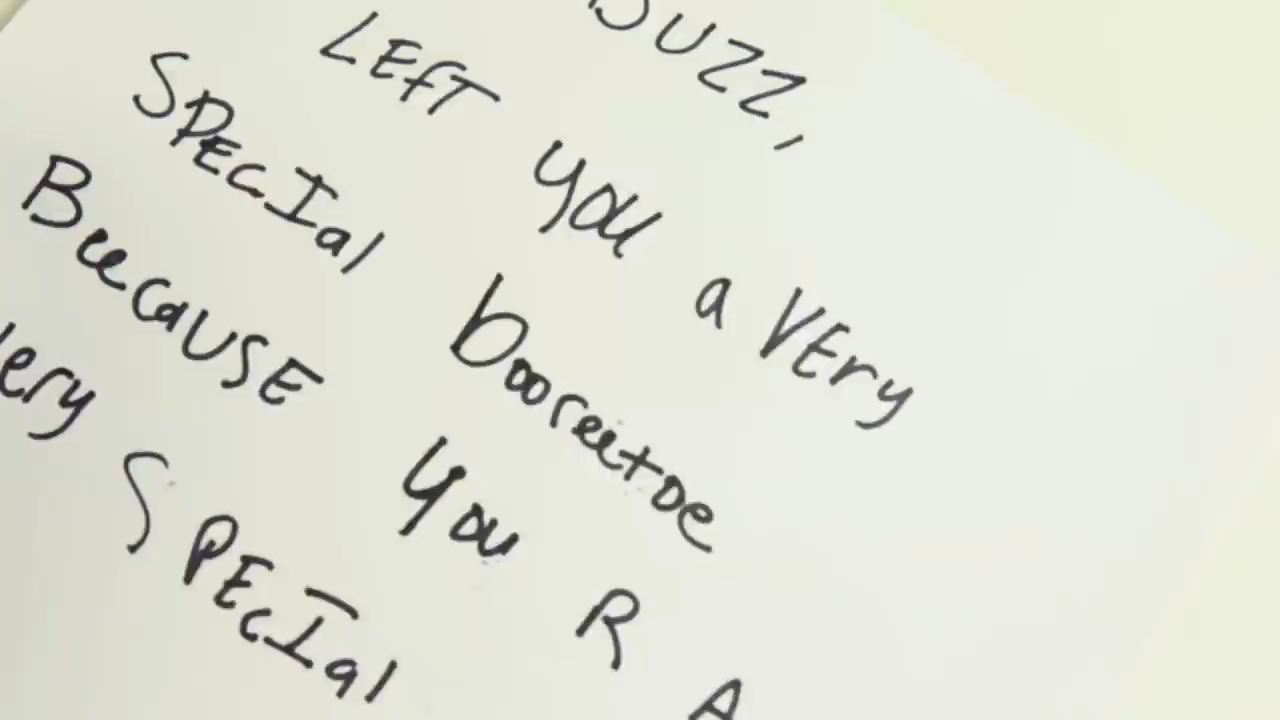 BUZZ,
LEFT you a VEry
SPECIal booreetoe
BeecaUSE you R A
Very SPECIal